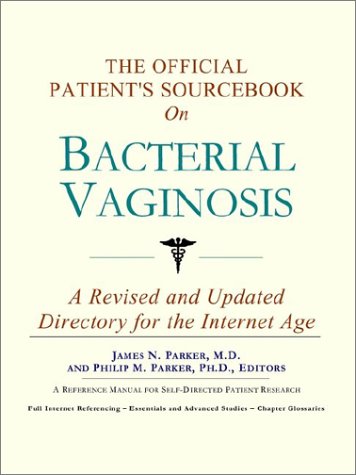 THE OFFICIAL
PATIENT'S SOURCEBOOK
On
BACTERIAL
VAGINOSIS
A Revised and Updated
Directory for the Internet Age
JAMES N. PARKER, M.D.
AND PHILIP M. PARKER, PH.D., EDITORS
A REFERENCE MANUAL FOR SELF-DIRECTED PATIENT RESEARCH
Full Internet Referencing – Essentials and Advanced Studies – Chapter Glossaries